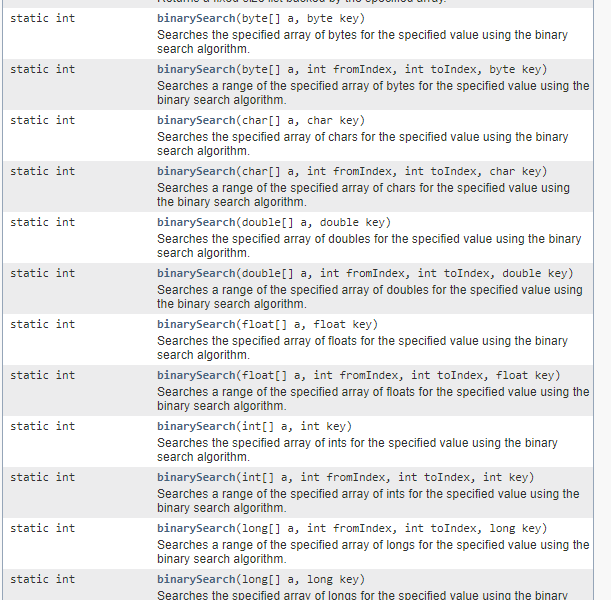 Returns a fixed-size list backed by the specified array.
static int binarySearch(byte[] a, byte key)
Searches the specified array of bytes for the specified value using the binary
search algorithm.
static int binarySearch(byte[] a, int fromIndex, int toIndex, byte key)
Searches a range of the specified array of bytes for the specified value using the
binary search algorithm.
static int binarySearch(char[] a, char key)
Searches the specified array of chars for the specified value using the binary
search algorithm.
static int binarySearch(char[] a, int fromIndex, int toIndex, char key)
Searches a range of the specified array of chars for the specified value using
the binary search algorithm.
static int binarySearch(double[] a, double key)
Searches the specified array of doubles for the specified value using the binary
search algorithm.
static int binarySearch(double[] a, int fromIndex, int toIndex, double key)
Searches a range of the specified array of doubles for the specified value using
the binary search algorithm.
static int binarySearch(float[] a, float key)
Searches the specified array of floats for the specified value using the binary
search algorithm.
static int binarySearch(float[] a, int fromIndex, int toIndex, float key)
Searches a range of the specified array of floats for the specified value using the
binary search algorithm.
static int binarySearch(int[] a, int key)
Searches the specified array of ints for the specified value using the binary
search algorithm.
static int binarySearch(int[] a, int fromIndex, int toIndex, int key)
Searches a range of the specified array of ints for the specified value using the
binary search algorithm.
static int binarySearch(long[] a, int fromIndex, int toIndex, long key)
Searches a range of the specified array of longs for the specified value using the
binary search algorithm.
static int binarySearch(long[] a, long key)
Searches the specified array of longs for the specified value using the binary